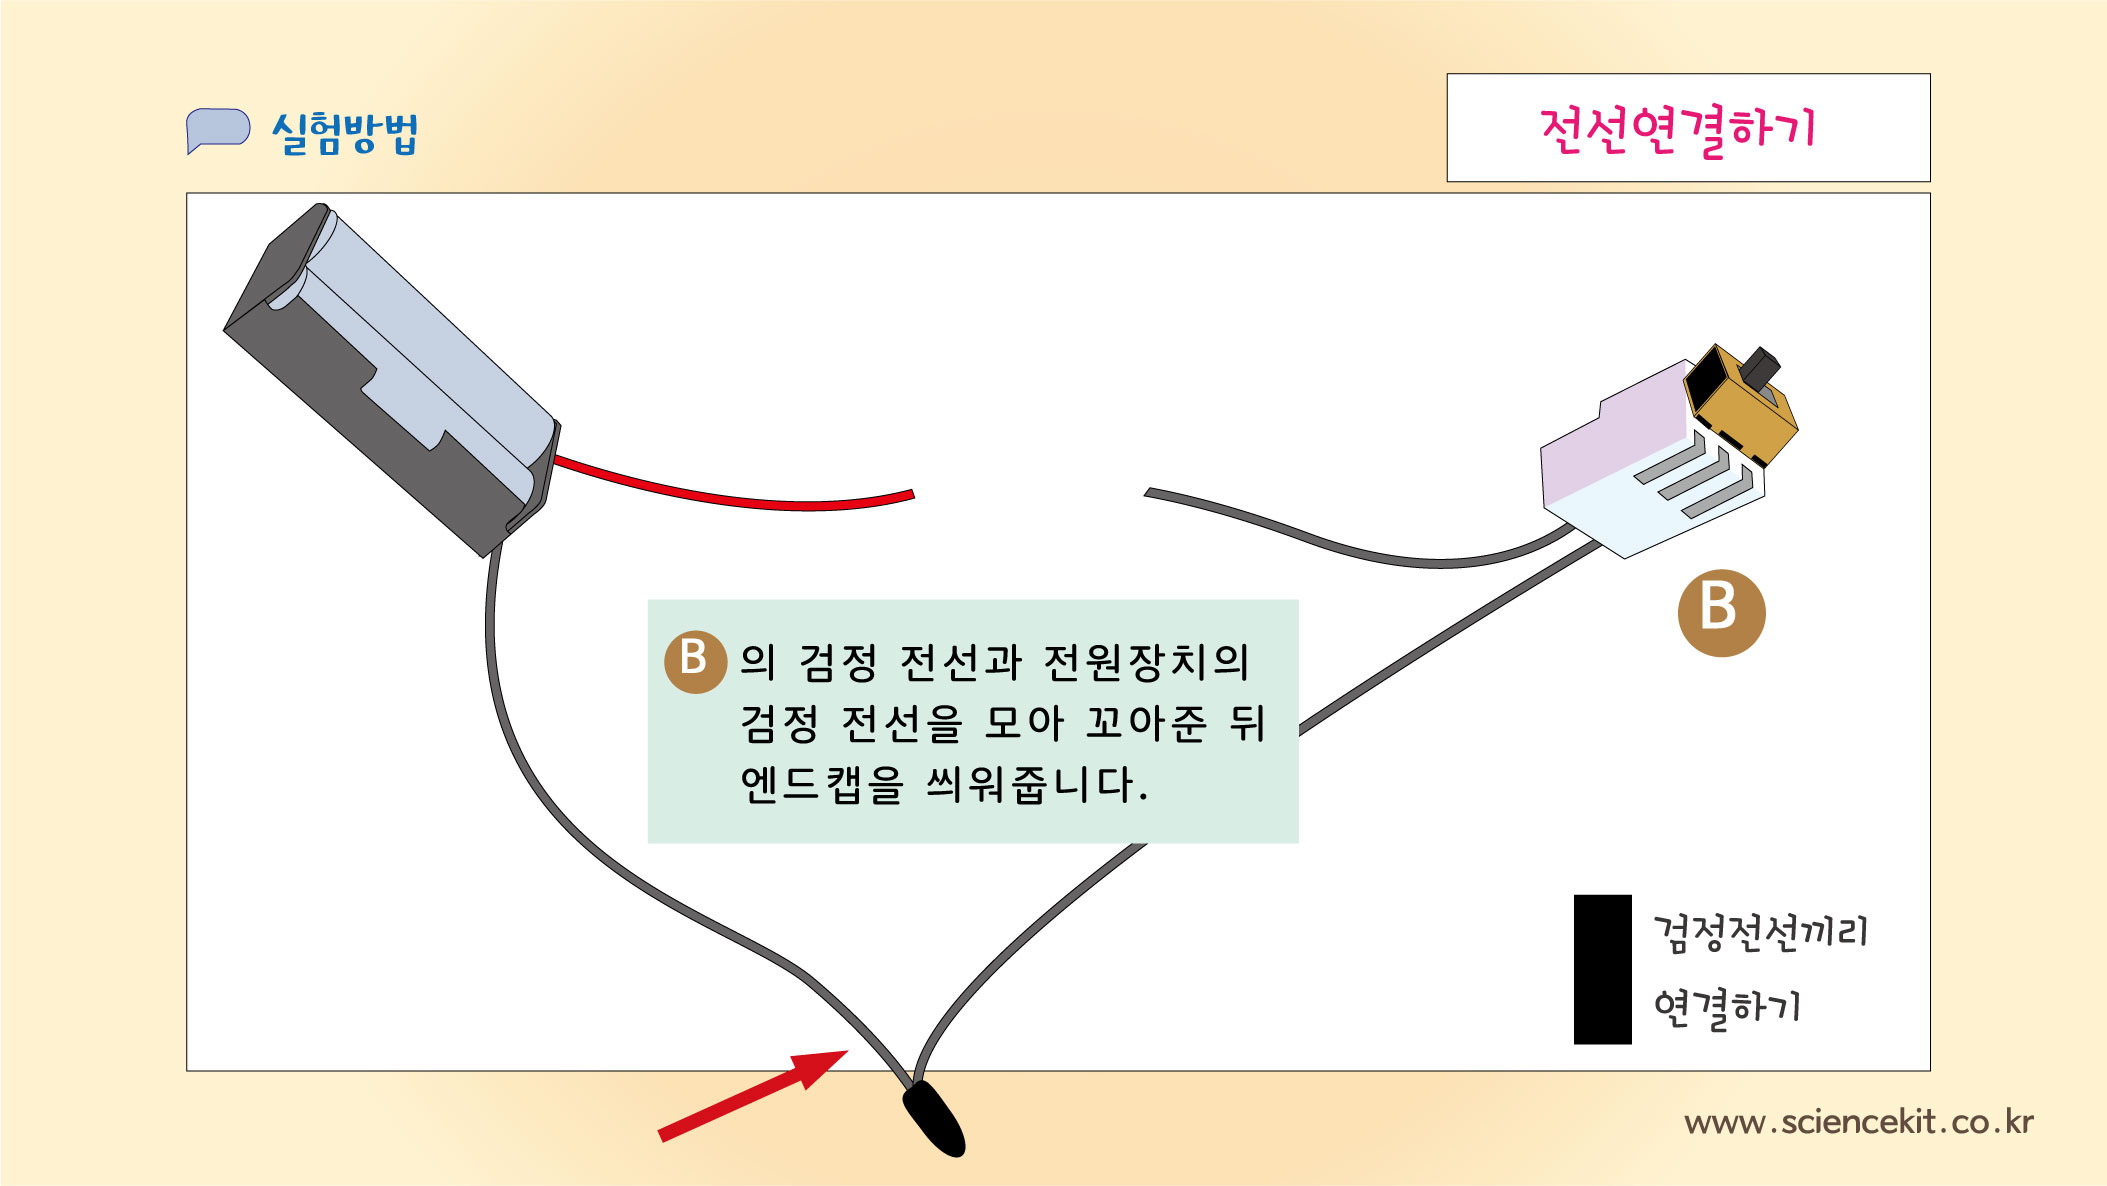 실험방법
전선연결하기
B
B 의 검정 전선과 전원장치의
검정 전선을 모아 꼬아준 뒤
엔드캡을 씌워줍니다.
검정전선끼리
연결하기
www.sciencekit.co.kr